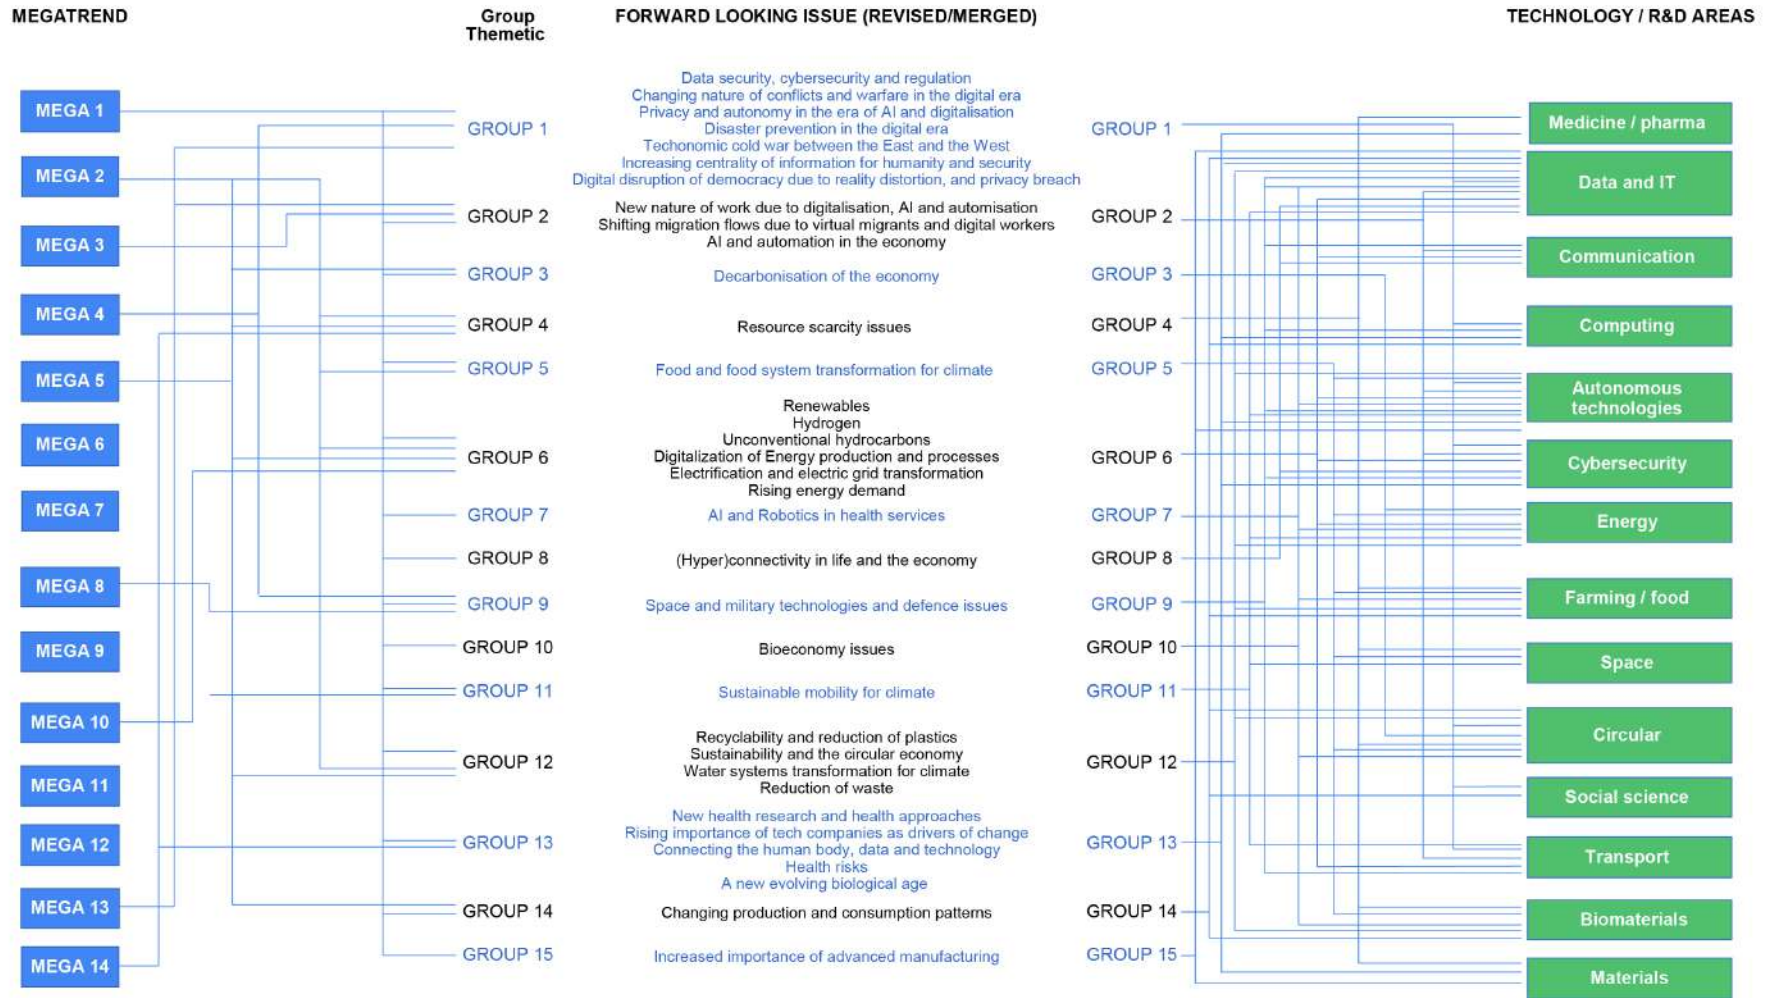 MEGATREND
Group
Themetic
FORWARD LOOKING ISSUE (REVISED/MERGED)
TECHNOLOGY / R&D AREAS
MEGA 1
MEGA 2
MEGA 3
MEGA 4
MEGA 5
MEGA 6
MEGA 7
MEGA 8
MEGA 9
MEGA 10
MEGA 11
MEGA 12
MEGA 13
MEGA 14
GROUP 1
GROUP 2
GROUP 3
GROUP 4
GROUP 5
GROUP 6
GROUP 7
GROUP 8
GROUP 9
GROUP 10
GROUP 11
GROUP 12
GROUP 13
GROUP 14
GROUP 15
Data security, cybersecurity and regulation
Changing nature of conflicts and warfare in the digital era
Privacy and autonomy in the era of AI and digitalisation
Disaster prevention in the digital era
Techonomic cold war between the East and the West
Increasing centrality of information for humanity and security
Digital disruption of democracy due to reality distortion, and privacy breach
New nature of work due to digitalisation, AI and automisation
Shifting migration flows due to virtual migrants and digital workers
AI and automation in the economy
Decarbonisation of the economy
Resource scarcity issues
Food and food system transformation for climate
Renewables
Hydrogen
Unconventional hydrocarbons
Digitalization of Energy production and processes
Electrification and electric grid transformation
Rising energy demand
AI and Robotics in health services
(Hyper)connectivity in life and the economy
Space and military technologies and defence issues
Bioeconomy issues
Sustainable mobility for climate
Recyclability and reduction of plastics
Sustainability and the circular economy
Water systems transformation for climate
Reduction of waste
New health research and health approaches
Rising importance of tech companies as drivers of change
Connecting the human body, data and technology
Health risks
A new evolving biological age
Changing production and consumption patterns
Increased importance of advanced manufacturing
GROUP 1
GROUP 2
GROUP 3
GROUP 4
GROUP 5
GROUP 6
GROUP 7
GROUP 8
GROUP 9
GROUP 10
GROUP 11
GROUP 12
GROUP 13
GROUP 14
GROUP 15
Medicine / pharma
Data and IT
Communication
Computing
Autonomous
technologies
Cybersecurity
Energy
Farming / food
Space
Circular
Social science
Transport
Biomaterials
Materials